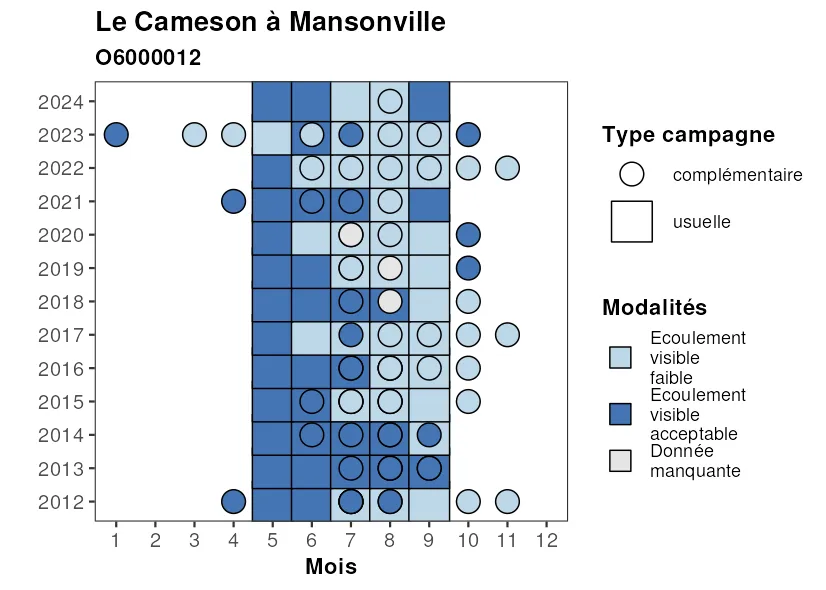 Le Cameson à Mansonville
O6000012
2024
2023
2022
2021
2020
2019
2018
2017
2016
2015
2014
2013
2012
1 2 3 4 5 6 7 8 9 10 11 12
Mois
Type campagne
complémentaire
usuelle
Modalités
Ecoulement
visible
faible
Ecoulement
visible
acceptable
Donnée
manquante